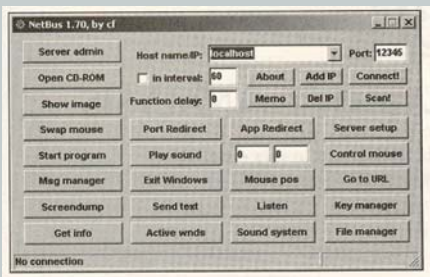 NetBus 1.70, by cf
Server admin Host name/IP: localhost Port: 12345
Open CD-ROM in interval: 60 About Add IP Connect!
Show image Function delay: 0 Memo Del IP Scan!
Swap mouse Port Redirect App Redirect Server setup
Start program Play sound 0 0 Control mouse
Msg manager Exit Windows Mouse pos Go to URL
Screendump Send text Listen Key manager
Get info Active wnds Sound system File manager
No connection